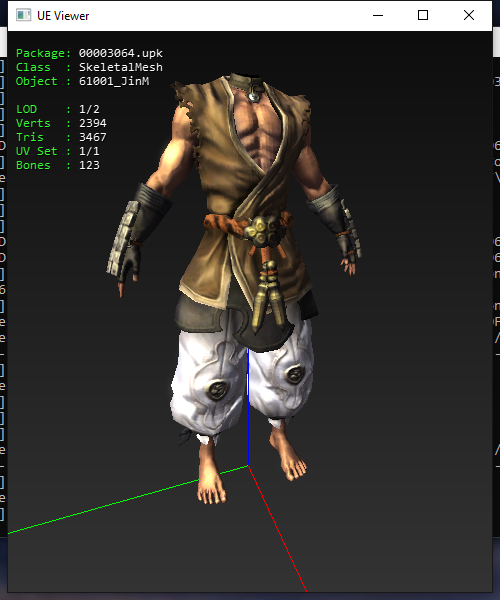 UE Viewer
Package: 00003064.upk
Class : SkeletalMesh
Object : 61001_JinM
LOD : 1/2
Verts : 2394
Tris : 3467
UV Set : 1/1
Bones : 123